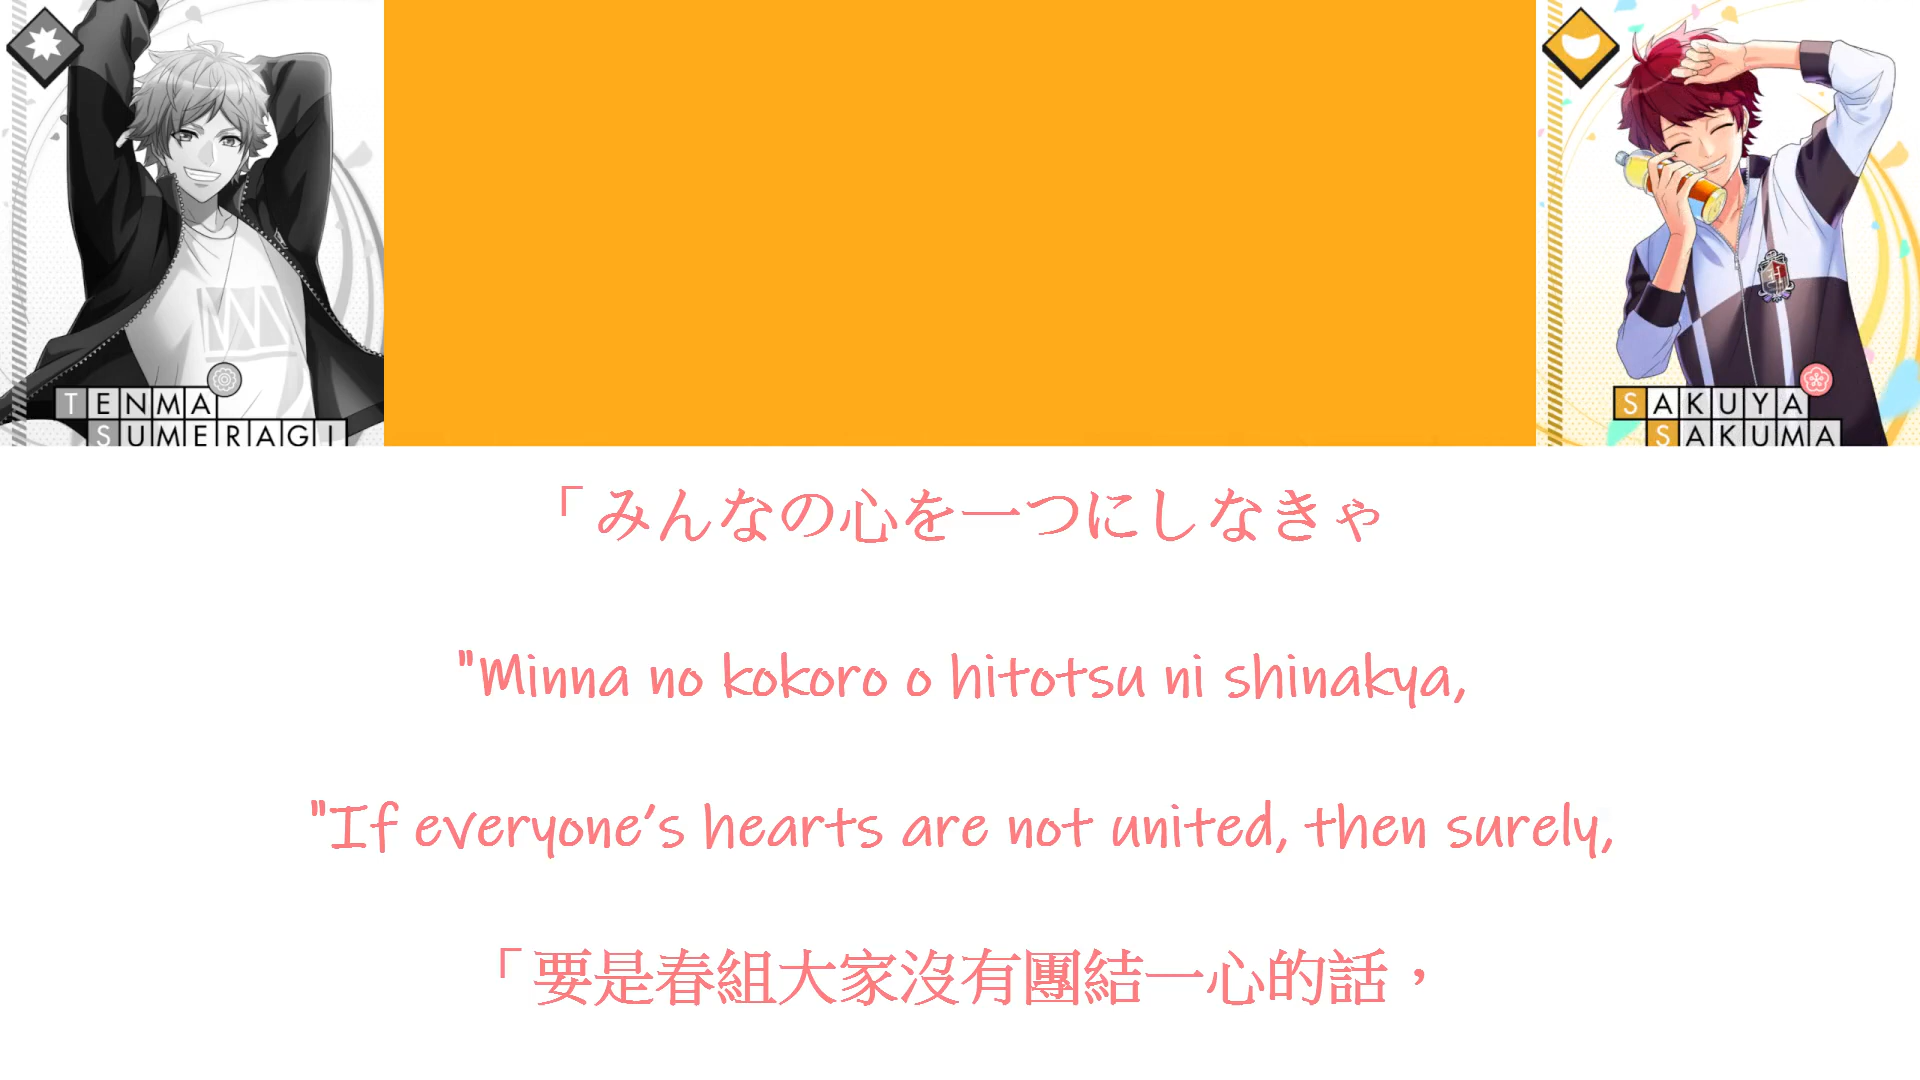 TENMA
SUMERAGI
SAKUYA
SAKUMA
「みんなの心を一つにしなきゃ
"Minna no kokoro o hitotsu ni shinakya,
"If everyone's hearts are not united, then surely,
「要是春組大家沒有團結一心的話，